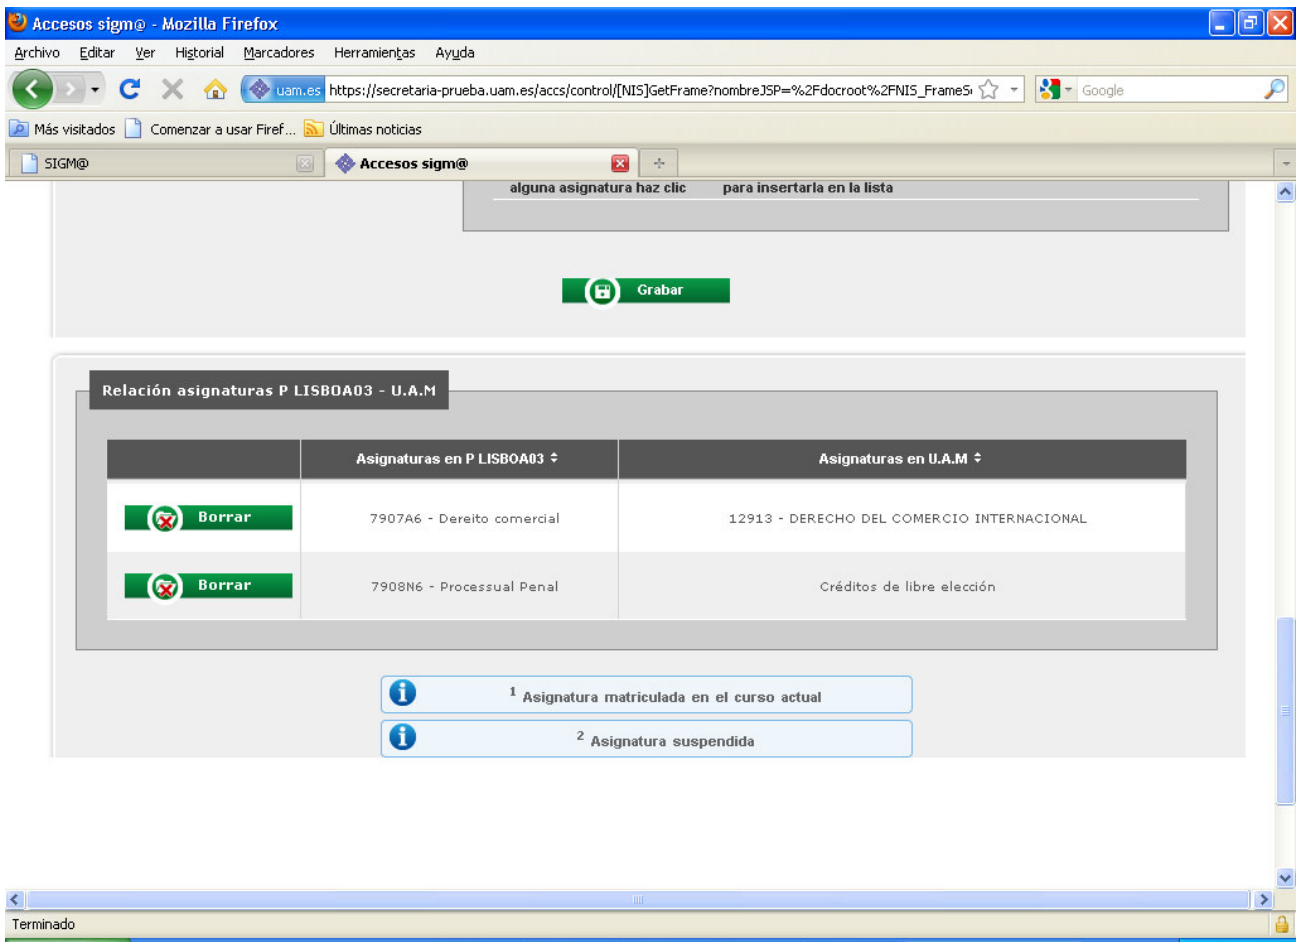 Accesos sigm@ - Mozilla Firefox
Archivo Editar Ver Historial Marcadores Herramientas Ayuda
uam.es https://secretaria-prueba.uam.es/accs/control/[NIS]GetFrame?nombreJSP=%2Fdocroot%2FNIS_FrameS Google
Más visitados Comenzar a usar Firef... Últimas noticias
SIGM@ Accesos sigm@
alguna asignatura haz clic para insertarla en la lista
Grabar
Relación asignaturas P LISBOA03 - U.A.M
Asignaturas en P LISBOA03 Asignaturas en U.A.M
Borrar 7907A6 - Dereito comercial 12913 - DERECHO DEL COMERCIO INTERNACIONAL
Borrar 7908N6 - Processual Penal Créditos de libre elección
1 Asignatura matriculada en el curso actual
2 Asignatura suspendida
Terminado